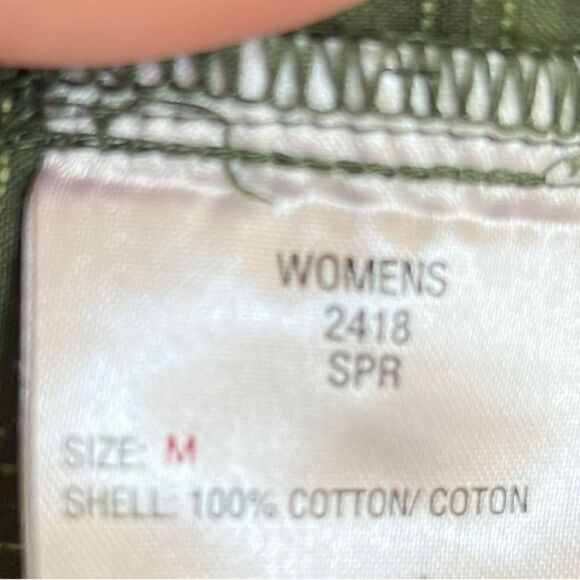 WOMENS
2418
SPR
SIZE: M
SHELL: 100% COTTON/ COTON